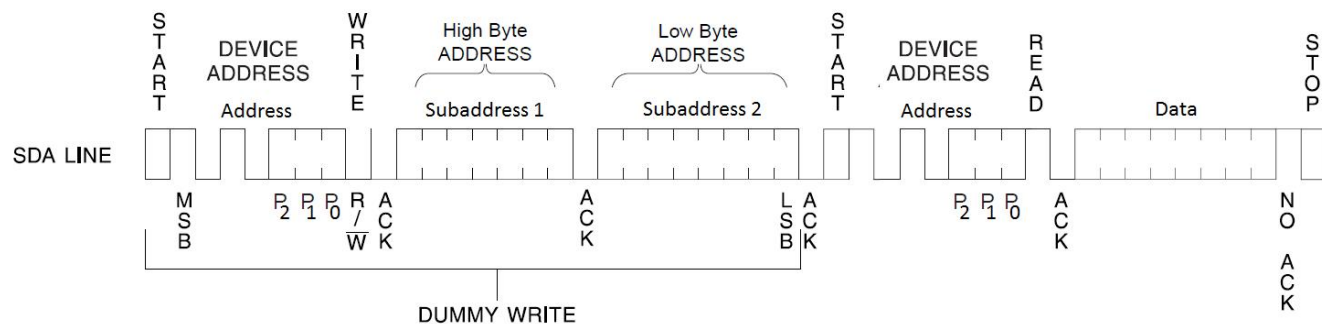 START
DEVICE
ADDRESS
Address
WRITE
High Byte
ADDRESS
Subaddress 1
Low Byte
ADDRESS
Subaddress 2
START
DEVICE
ADDRESS
Address
READ
Data
STOP
SDA LINE
MSB
P2 P1 P0
R/W
ACK
ACK
LSB
ACK
P2 P1 P0
ACK
NO ACK
DUMMY WRITE